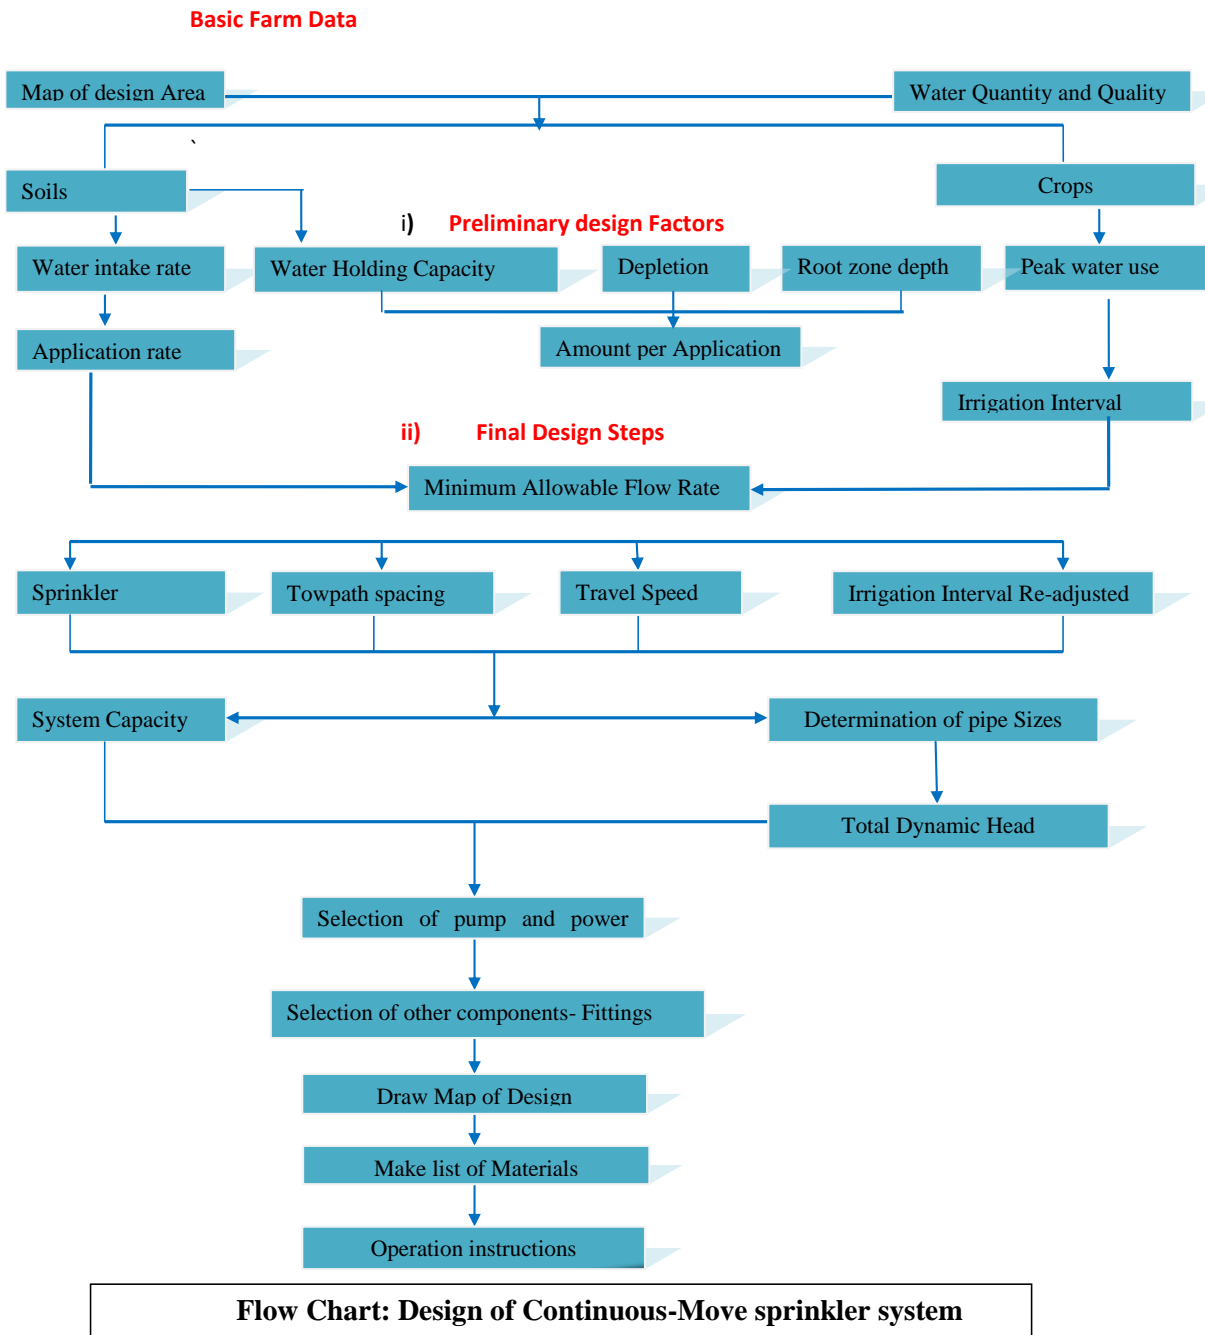 Basic Farm Data
Map of design Area
Water Quantity and Quality
`
Soils
Crops
i) Preliminary design Factors
Water intake rate
Water Holding Capacity
Depletion
Root zone depth
Peak water use
Application rate
Amount per Application
Irrigation Interval
ii) Final Design Steps
Minimum Allowable Flow Rate
Sprinkler
Towpath spacing
Travel Speed
Irrigation Interval Re-adjusted
System Capacity
Determination of pipe Sizes
Total Dynamic Head
Selection of pump and power
Selection of other components- Fittings
Draw Map of Design
Make list of Materials
Operation instructions
Flow Chart: Design of Continuous-Move sprinkler system